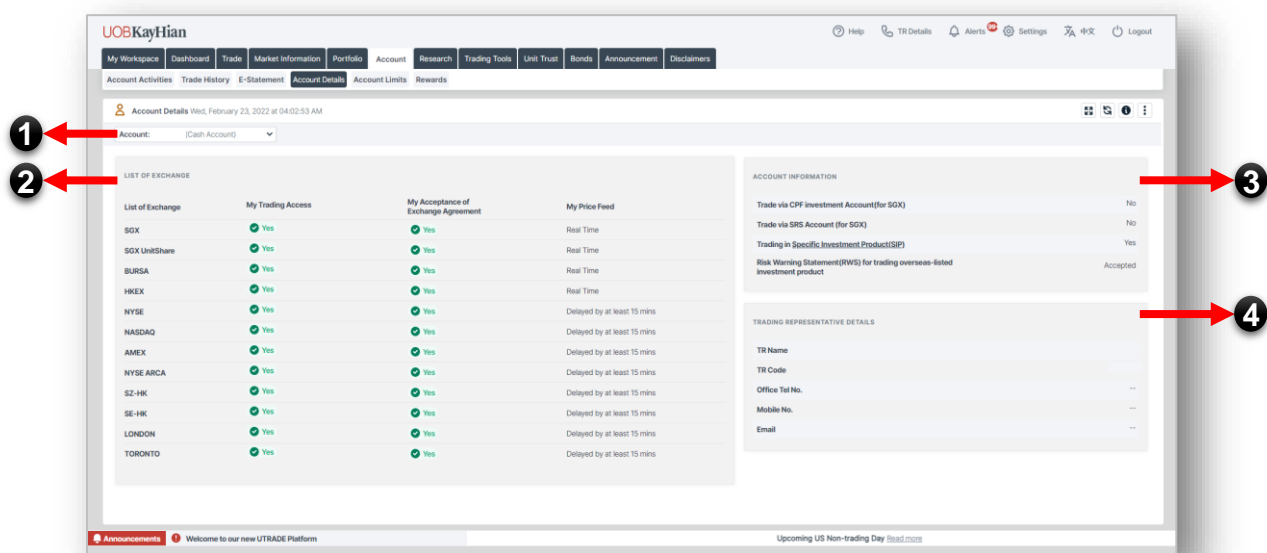 UOBKayHian
Help TR Details Alerts 99+ Settings 中文 Logout
My Workspace Dashboard Trade Market Information Portfolio Account Research Trading Tools Unit Trust Bonds Announcement Disclaimers
Account Activities Trade History E-Statement Account Details Account Limits Rewards
Account Details Wed, February 23, 2022 at 04:02:53 AM
1
Account: (Cash Account)
2
LIST OF EXCHANGE
List of Exchange My Trading Access My Acceptance of Exchange Agreement My Price Feed
SGX Yes Yes Real Time
SGX UnitShare Yes Yes Real Time
BURSA Yes Yes Real Time
HKEX Yes Yes Real Time
NYSE Yes Yes Delayed by at least 15 mins
NASDAQ Yes Yes Delayed by at least 15 mins
AMEX Yes Yes Delayed by at least 15 mins
NYSE ARCA Yes Yes Delayed by at least 15 mins
SZ-HK Yes Yes Delayed by at least 15 mins
SE-HK Yes Yes Delayed by at least 15 mins
LONDON Yes Yes Delayed by at least 15 mins
TORONTO Yes Yes Delayed by at least 15 mins
ACCOUNT INFORMATION
3
Trade via CPF investment Account(for SGX) No
Trade via SRS Account (for SGX) No
Trading in Specific Investment Product(SIP) Yes
Risk Warning Statement(RWS) for trading overseas-listed
investment product Accepted
4
TRADING REPRESENTATIVE DETAILS
TR Name
TR Code
Office Tel No. --
Mobile No. --
Email --
Announcements Welcome to our new UTRADE Platform Upcoming US Non-trading Day Read more